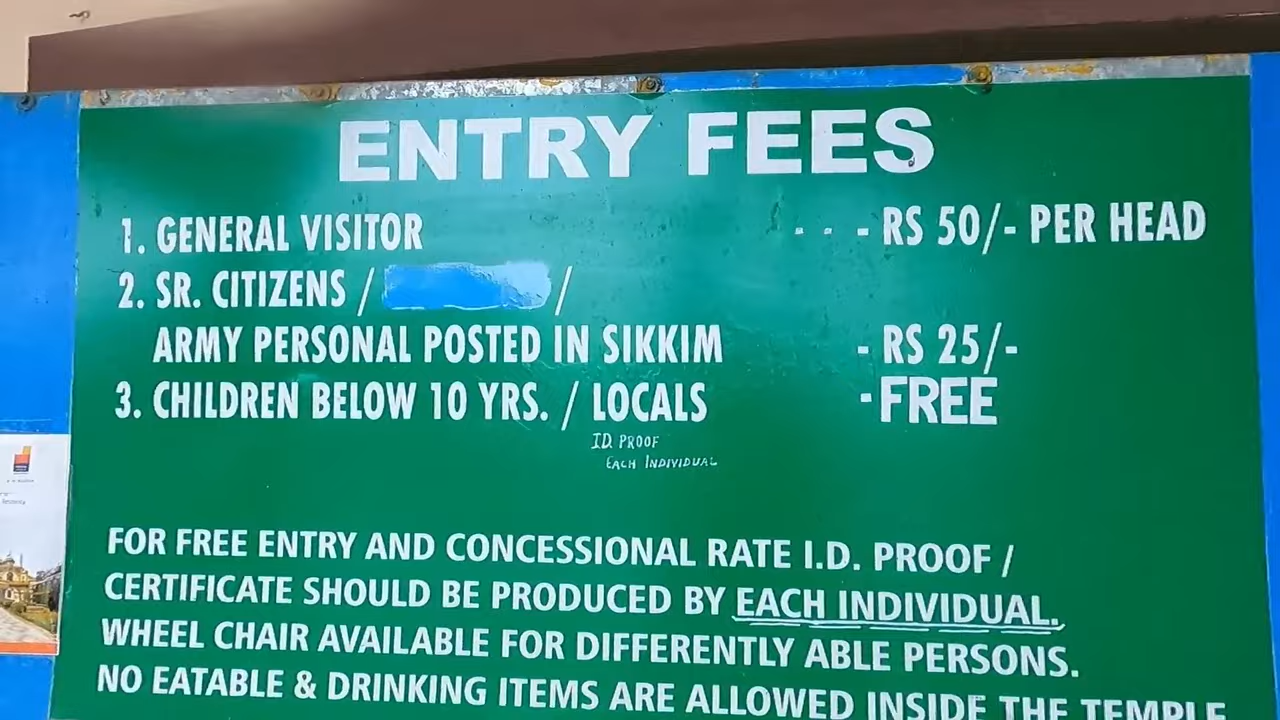 ENTRY FEES
1. GENERAL VISITOR - - - RS 50/- PER HEAD
2. SR. CITIZENS / /
ARMY PERSONAL POSTED IN SIKKIM - RS 25/-
3. CHILDREN BELOW 10 YRS. / LOCALS - FREE
I.D. PROOF
EACH INDIVIDUAL
FOR FREE ENTRY AND CONCESSIONAL RATE I.D. PROOF /
CERTIFICATE SHOULD BE PRODUCED BY EACH INDIVIDUAL.
WHEEL CHAIR AVAILABLE FOR DIFFERENTLY ABLE PERSONS.
NO EATABLE & DRINKING ITEMS ARE ALLOWED INSIDE THE TEMPLE